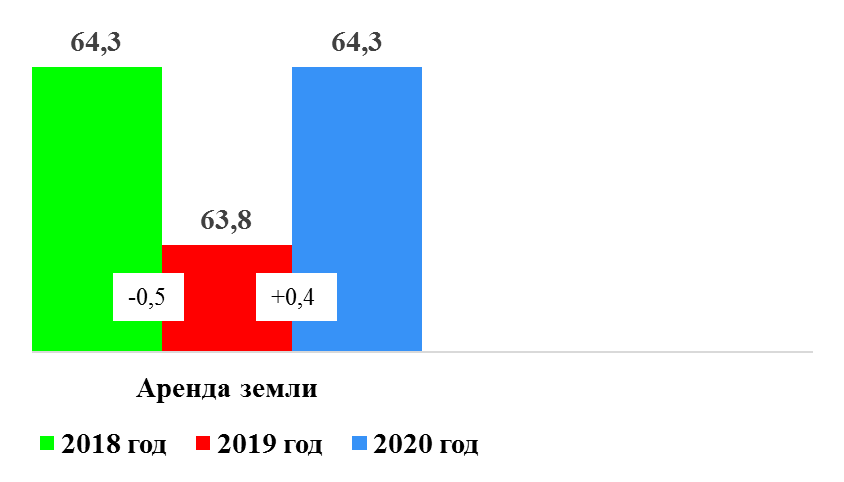 64,3
64,3
63,8
-0,5
+0,4
Аренда земли
2018 год
2019 год
2020 год